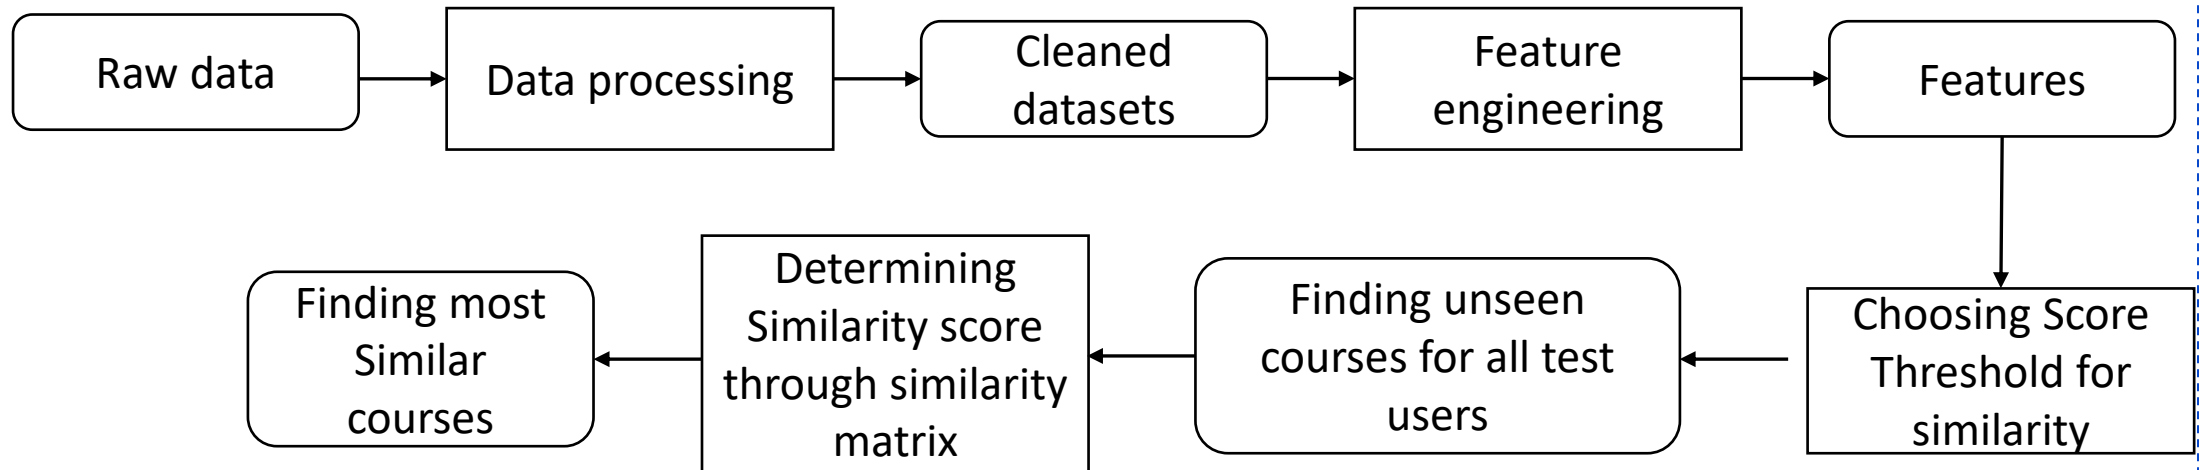 Raw data
Data processing
Cleaned
datasets
Feature
engineering
Features
Finding most
Similar
courses
Determining
Similarity score
through similarity
matrix
Finding unseen
courses for all test
users
Choosing Score
Threshold for
similarity